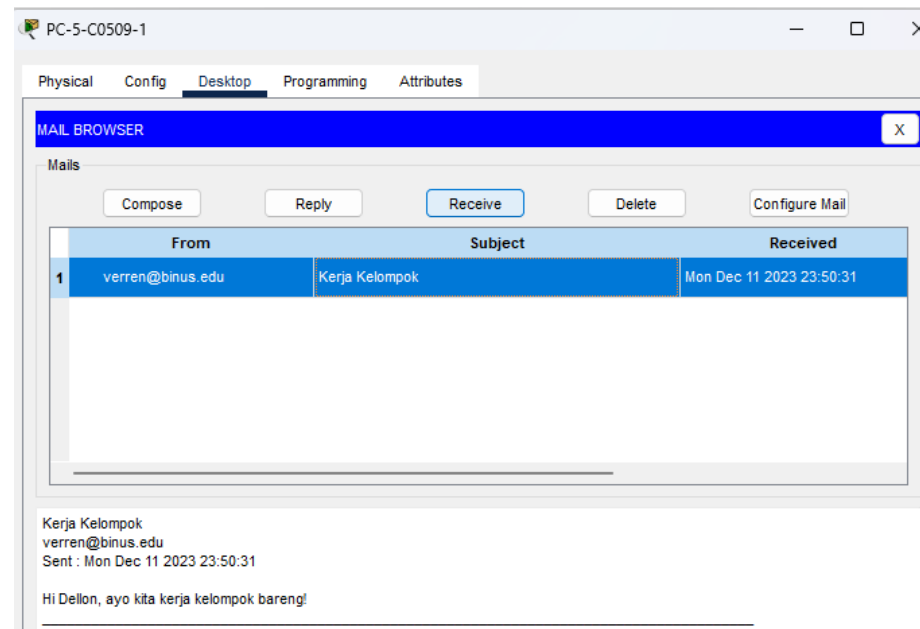 PC-5-C0509-1
Physical Config Desktop Programming Attributes
MAIL BROWSER X
Mails
Compose Reply Receive Delete Configure Mail
From Subject Received
1 verren@binus.edu Kerja Kelompok Mon Dec 11 2023 23:50:31
Kerja Kelompok
verren@binus.edu
Sent : Mon Dec 11 2023 23:50:31
Hi Dellon, ayo kita kerja kelompok bareng!